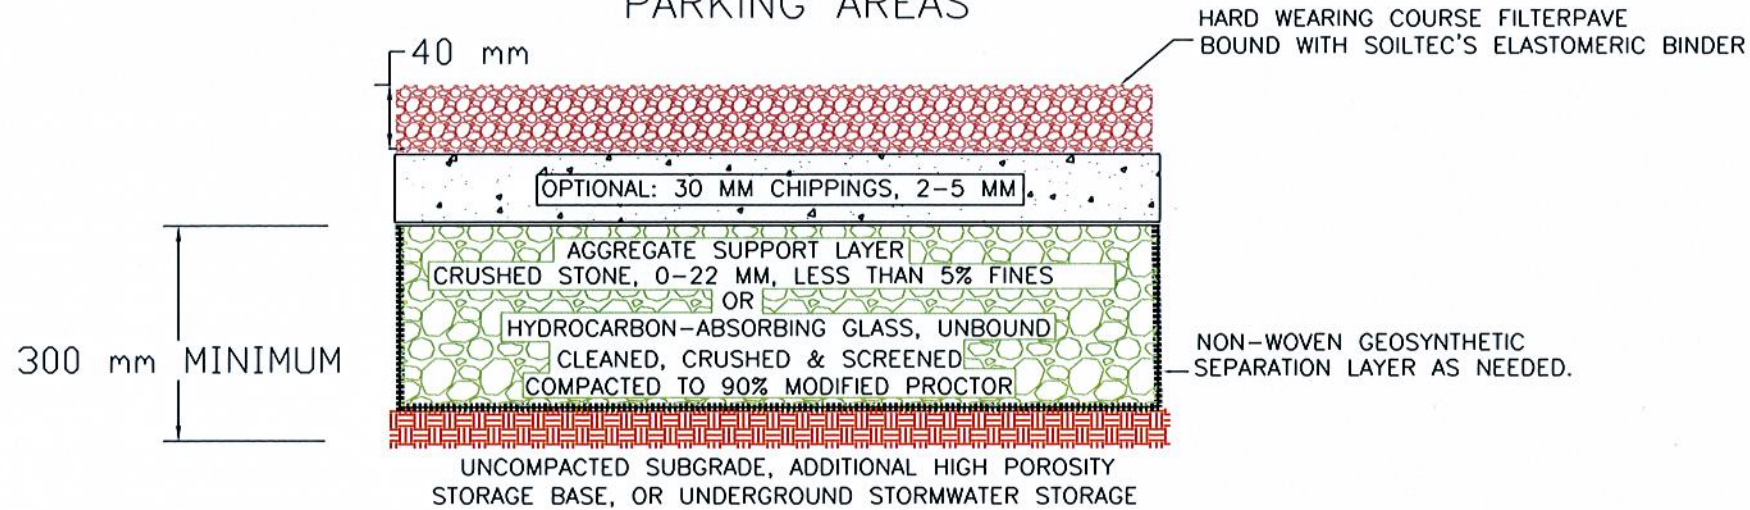 PARKING AREAS
HARD WEARING COURSE FILTERPAVE
BOUND WITH SOILTEC'S ELASTOMERIC BINDER
40 mm
OPTIONAL: 30 MM CHIPPINGS, 2-5 MM
AGGREGATE SUPPORT LAYER
CRUSHED STONE, 0-22 MM, LESS THAN 5% FINES
OR
HYDROCARBON-ABSORBING GLASS, UNBOUND
CLEANED, CRUSHED & SCREENED
COMPACTED TO 90% MODIFIED PROCTOR
300 mm MINIMUM
NON-WOVEN GEOSYNTHETIC
SEPARATION LAYER AS NEEDED.
UNCOMPACTED SUBGRADE, ADDITIONAL HIGH POROSITY
STORAGE BASE, OR UNDERGROUND STORMWATER STORAGE